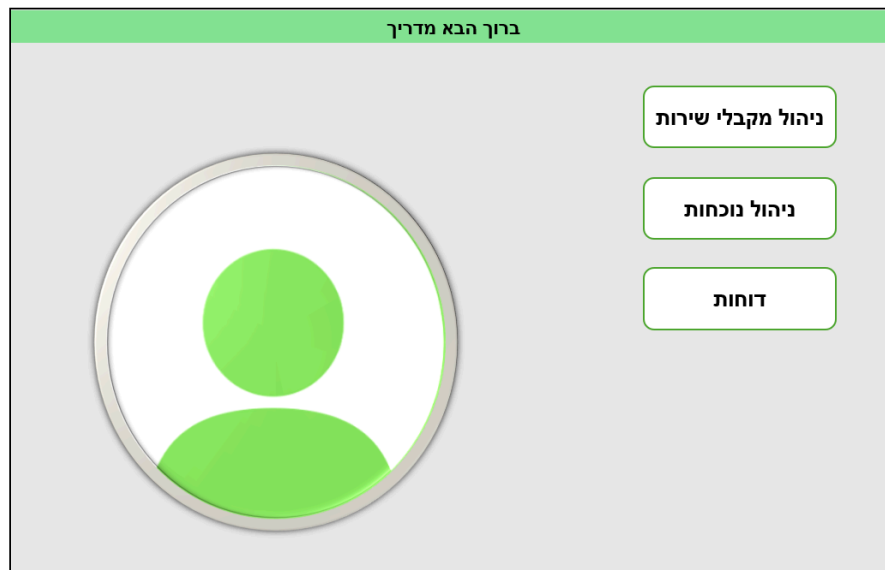 ברוך הבא מדריך
ניהול מקבלי שירות
ניהול נוכחות
דוחות